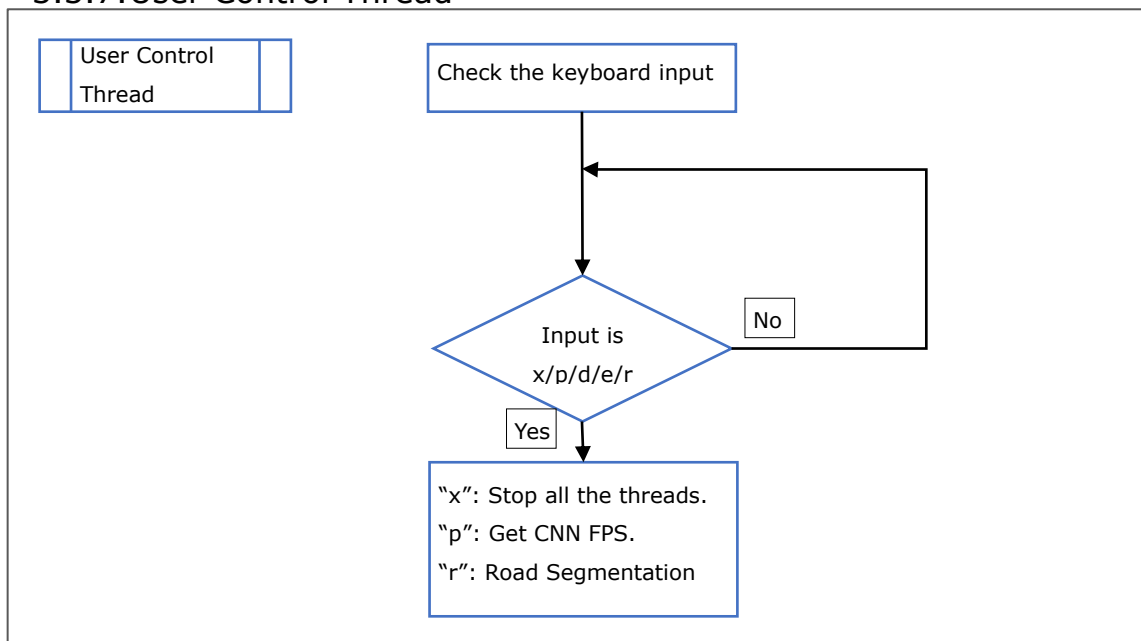 User Control
Thread
Check the keyboard input
Input is
x/p/d/e/r
No
Yes
“x”: Stop all the threads.
“p”: Get CNN FPS.
“r”: Road Segmentation